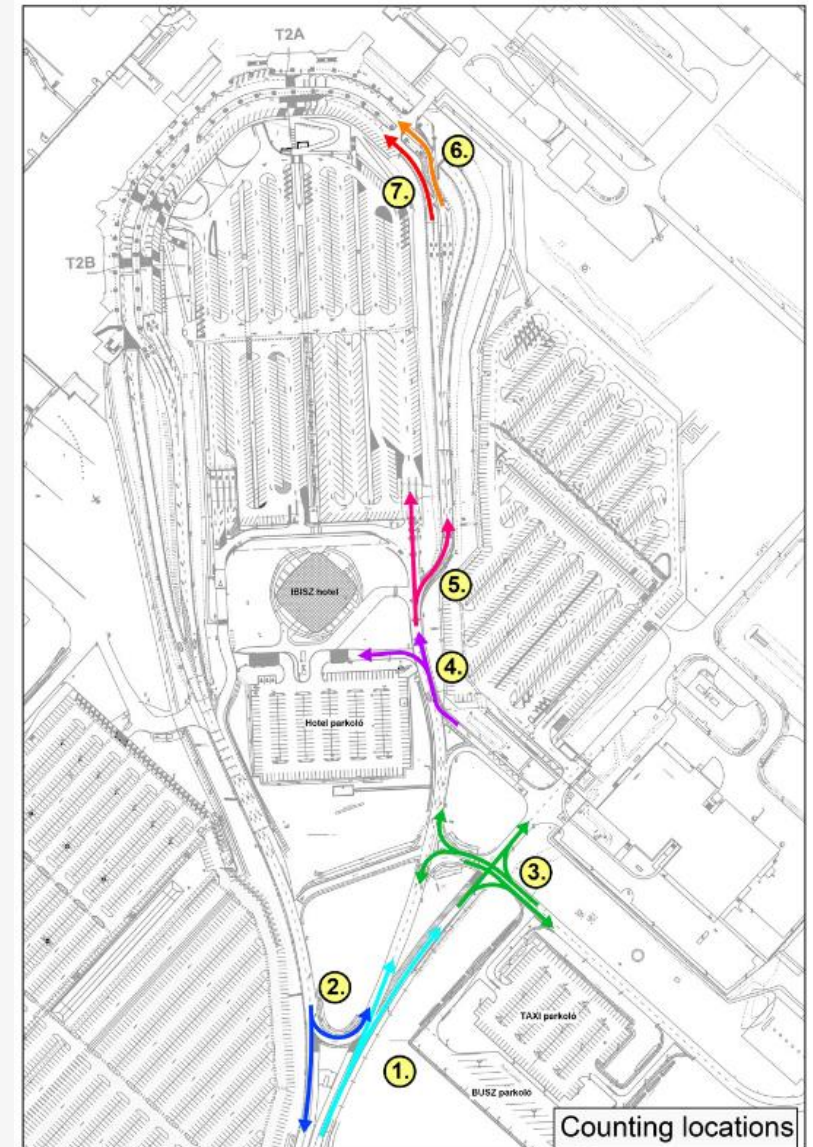 T2A
6.
7.
T2B
5.
IBISZ hotel
4.
Hotel parkoló
3.
2.
TAXI parkoló
1.
BUSZ parkoló
Counting locations